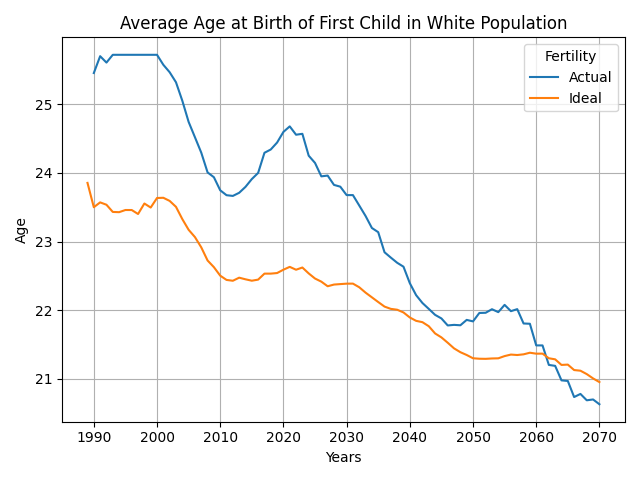 Average Age at Birth of First Child in White Population
Fertility
Actual
Ideal
Age
25
24
23
22
21
1990 2000 2010 2020 2030 2040 2050 2060 2070
Years